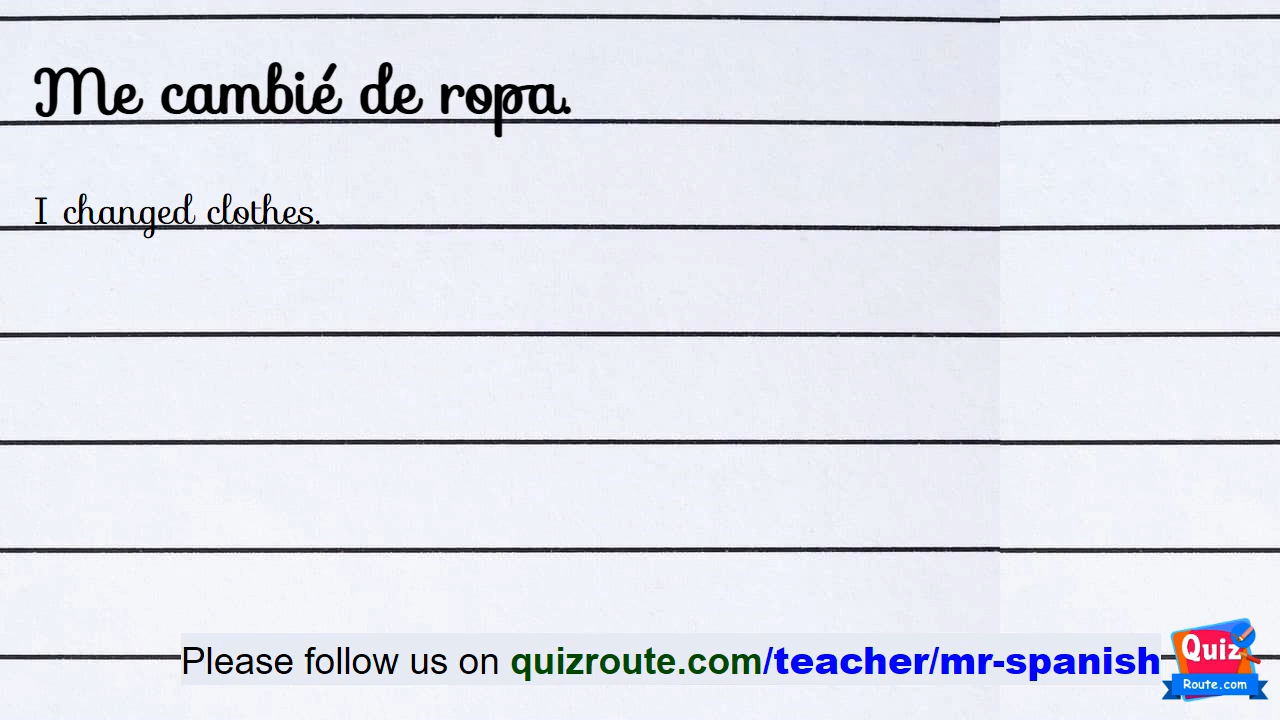 Me cambié de ropa.
I changed clothes.
Please follow us on quizroute.com/teacher/mr-spanish
Quiz
Route.com